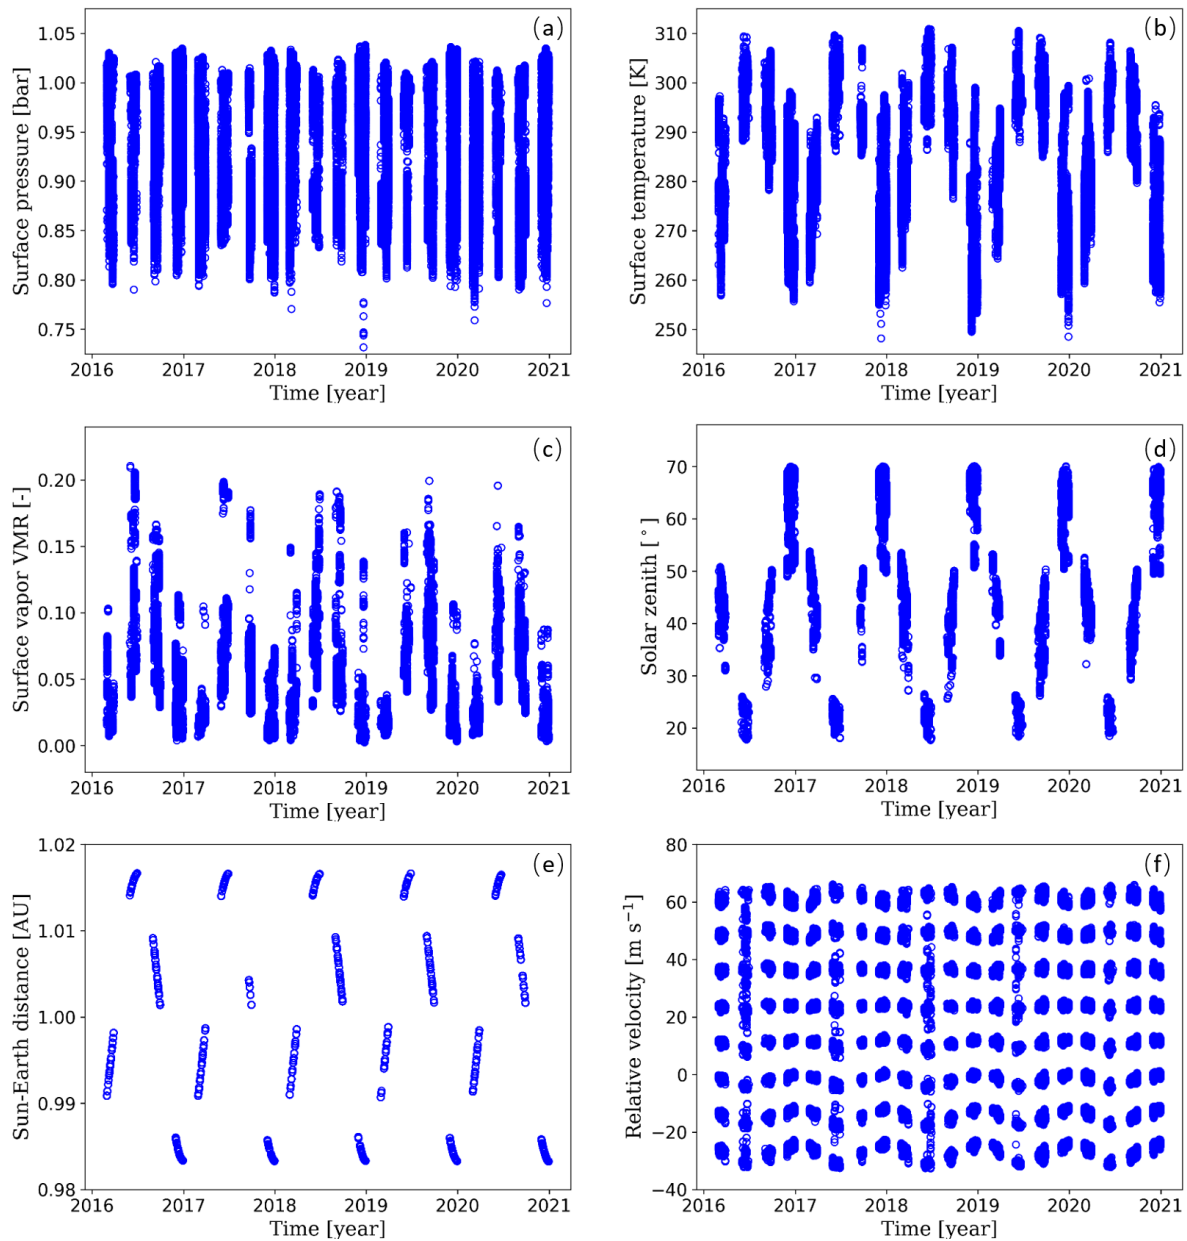 (a)
Surface pressure [bar]
1.05
1.00
0.95
0.90
0.85
0.80
0.75
2016 2017 2018 2019 2020 2021
Time [year]
(b)
Surface temperature [K]
310
300
290
280
270
260
250
2016 2017 2018 2019 2020 2021
Time [year]
(c)
Surface vapor VMR [-]
0.20
0.15
0.10
0.05
0.00
2016 2017 2018 2019 2020 2021
Time [year]
(d)
Solar zenith [°]
70
60
50
40
30
20
2016 2017 2018 2019 2020 2021
Time [year]
(e)
Sun-Earth distance [AU]
1.02
1.01
1.00
0.99
0.98
2016 2017 2018 2019 2020 2021
Time [year]
(f)
Relative velocity [m s⁻¹]
80
60
40
20
0
−20
−40
2016 2017 2018 2019 2020 2021
Time [year]